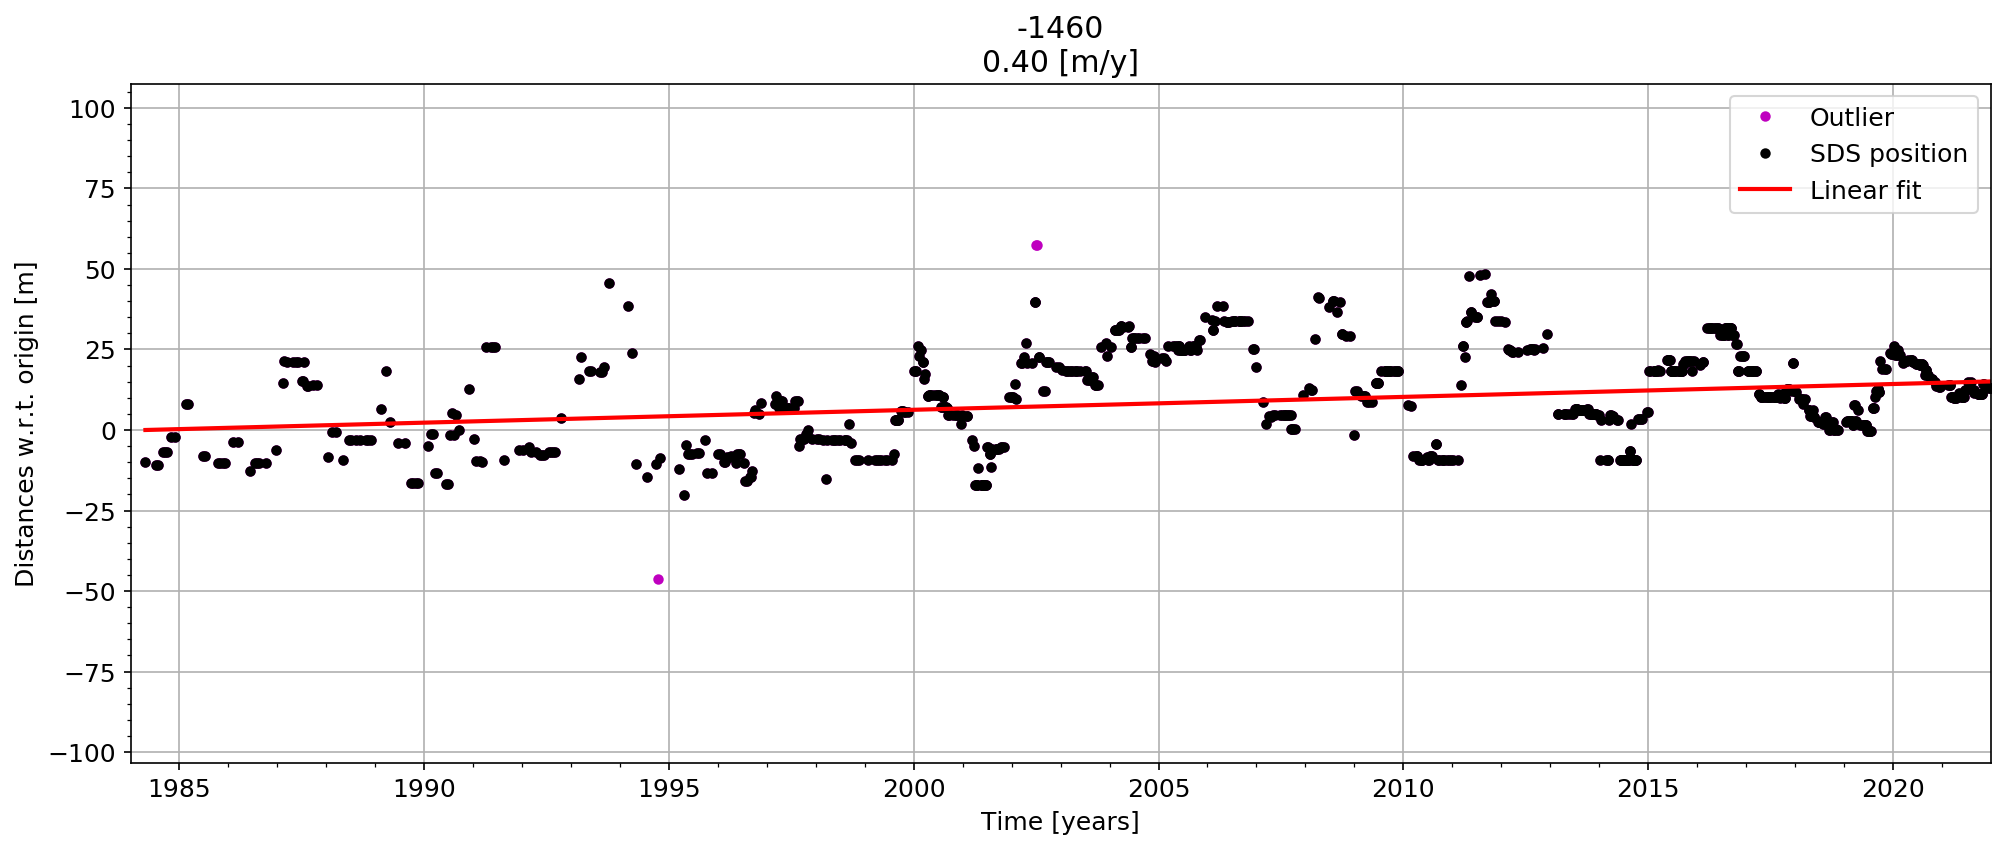 -1460
0.40 [m/y]
Outlier
SDS position
Linear fit
Distances w.r.t. origin [m]
100
75
50
25
0
−25
−50
−75
−100
1985 1990 1995 2000 2005 2010 2015 2020
Time [years]